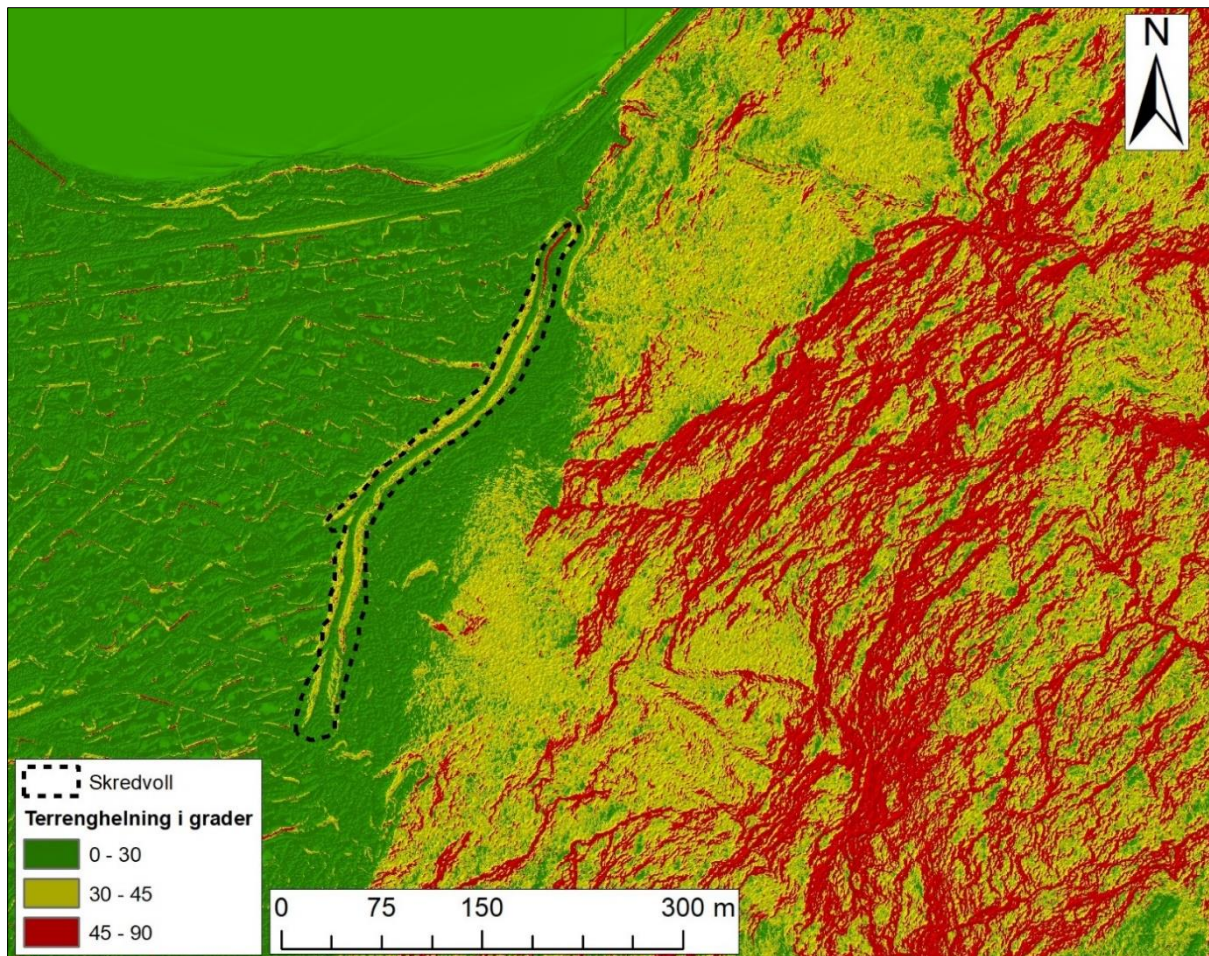 N
Skredvoll
Terrenghelning i grader
0 - 30
30 - 45
45 - 90
0 75 150 300 m